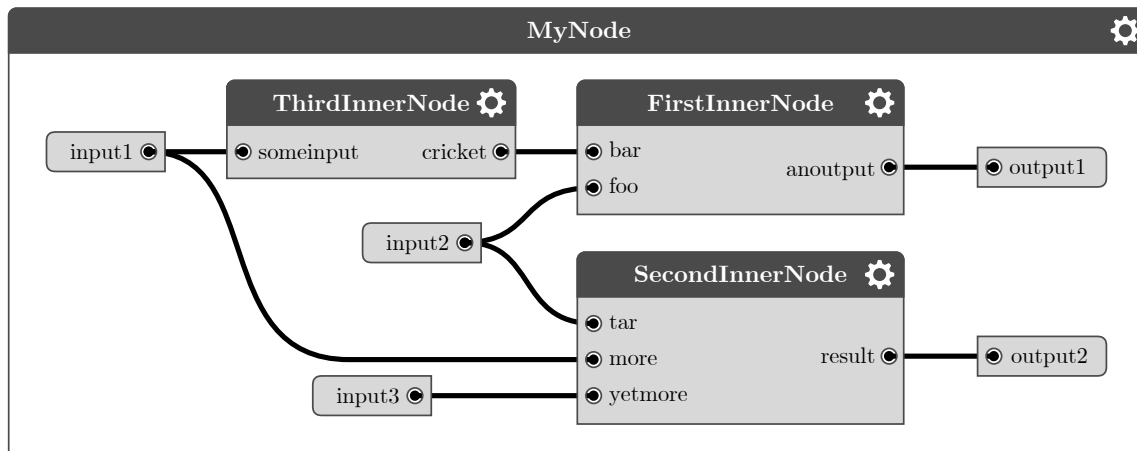 MyNode
ThirdInnerNode
FirstInnerNode
input1
someinput
cricket
bar
foo
anoutput
output1
input2
SecondInnerNode
tar
more
yetmore
result
output2
input3